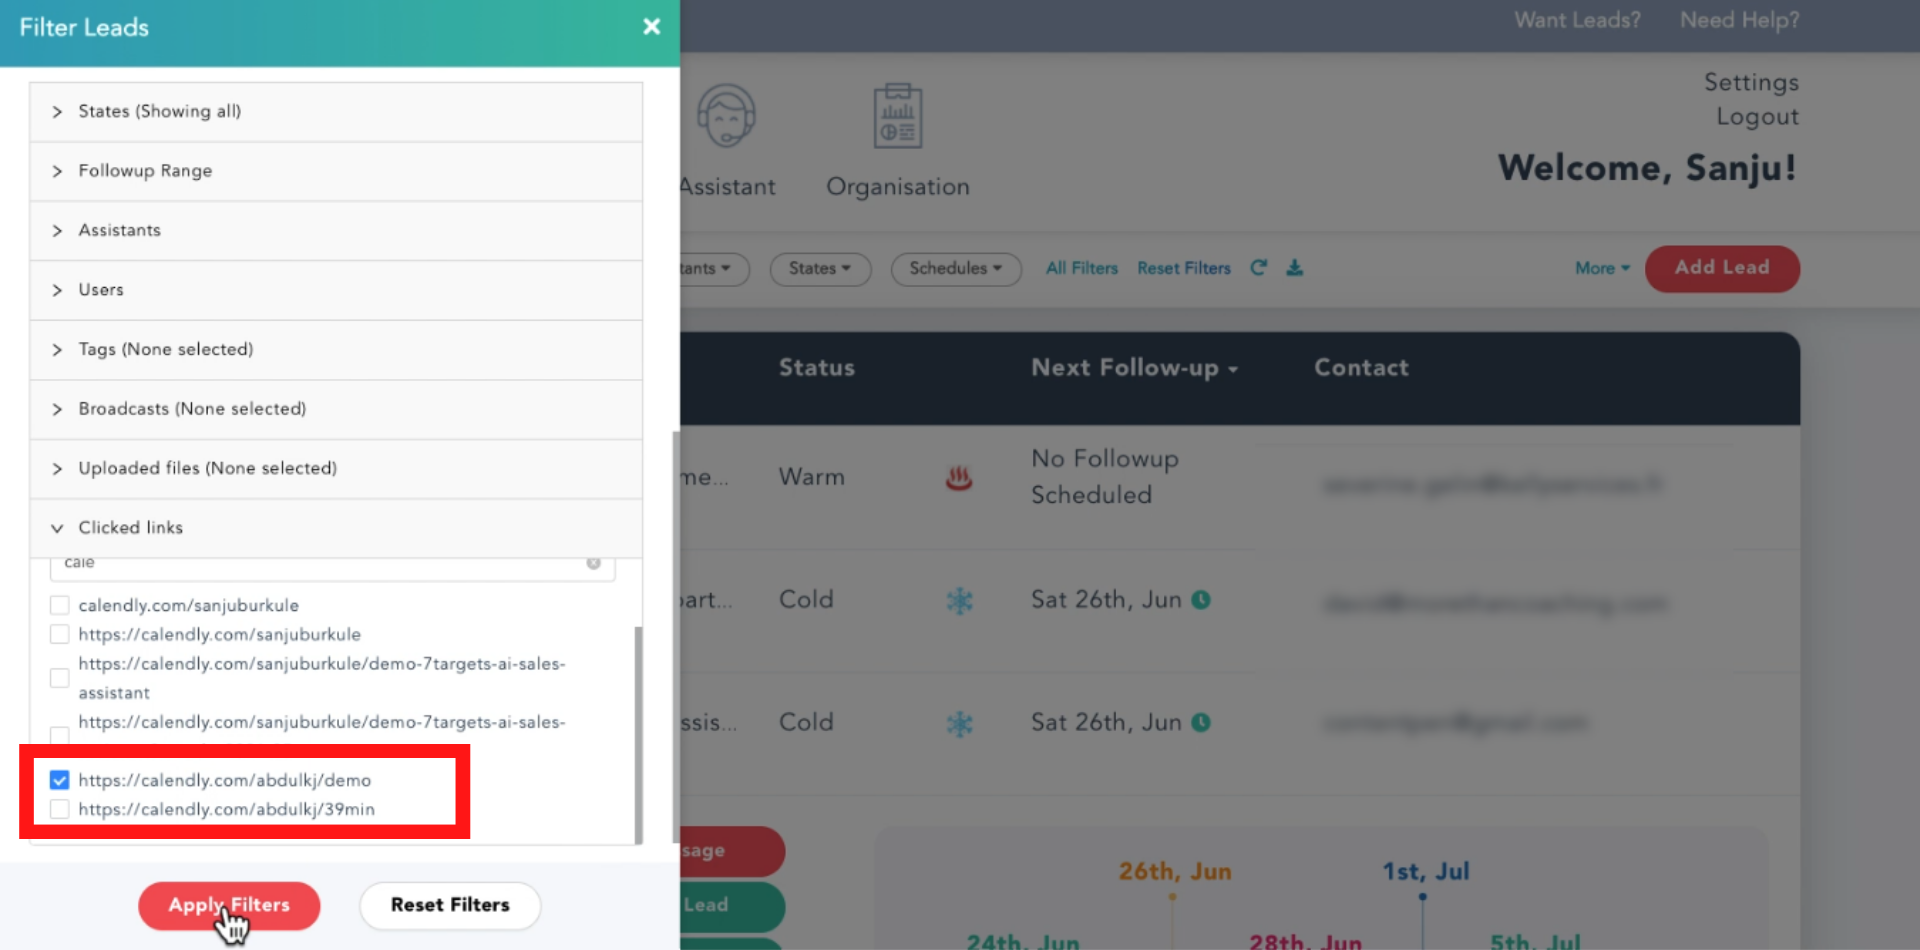 Filter Leads
States (Showing all)
Followup Range
Assistants
Users
Tags (None selected)
Broadcasts (None selected)
Uploaded files (None selected)
Clicked links
cale
calendly.com/sanjuburkule
https://calendly.com/sanjuburkule
https://calendly.com/sanjuburkule/demo-7targets-ai-sales-
assistant
https://calendly.com/sanjuburkule/demo-7targets-ai-sales-
https://calendly.com/abdulkj/demo
https://calendly.com/abdulkj/39min
Apply Filters
Reset Filters
Want Leads?
Need Help?
Settings
Logout
Welcome, Sanju!
Assistant
Organisation
tants
States
Schedules
All Filters
Reset Filters
More
Add Lead
Status
Next Follow-up
Contact
me...
Warm
No Followup
Scheduled
part...
Cold
Sat 26th, Jun
ssis...
Cold
Sat 26th, Jun
sage
Lead
26th, Jun
1st, Jul
24th, Jun
28th, Jun
5th, Jul